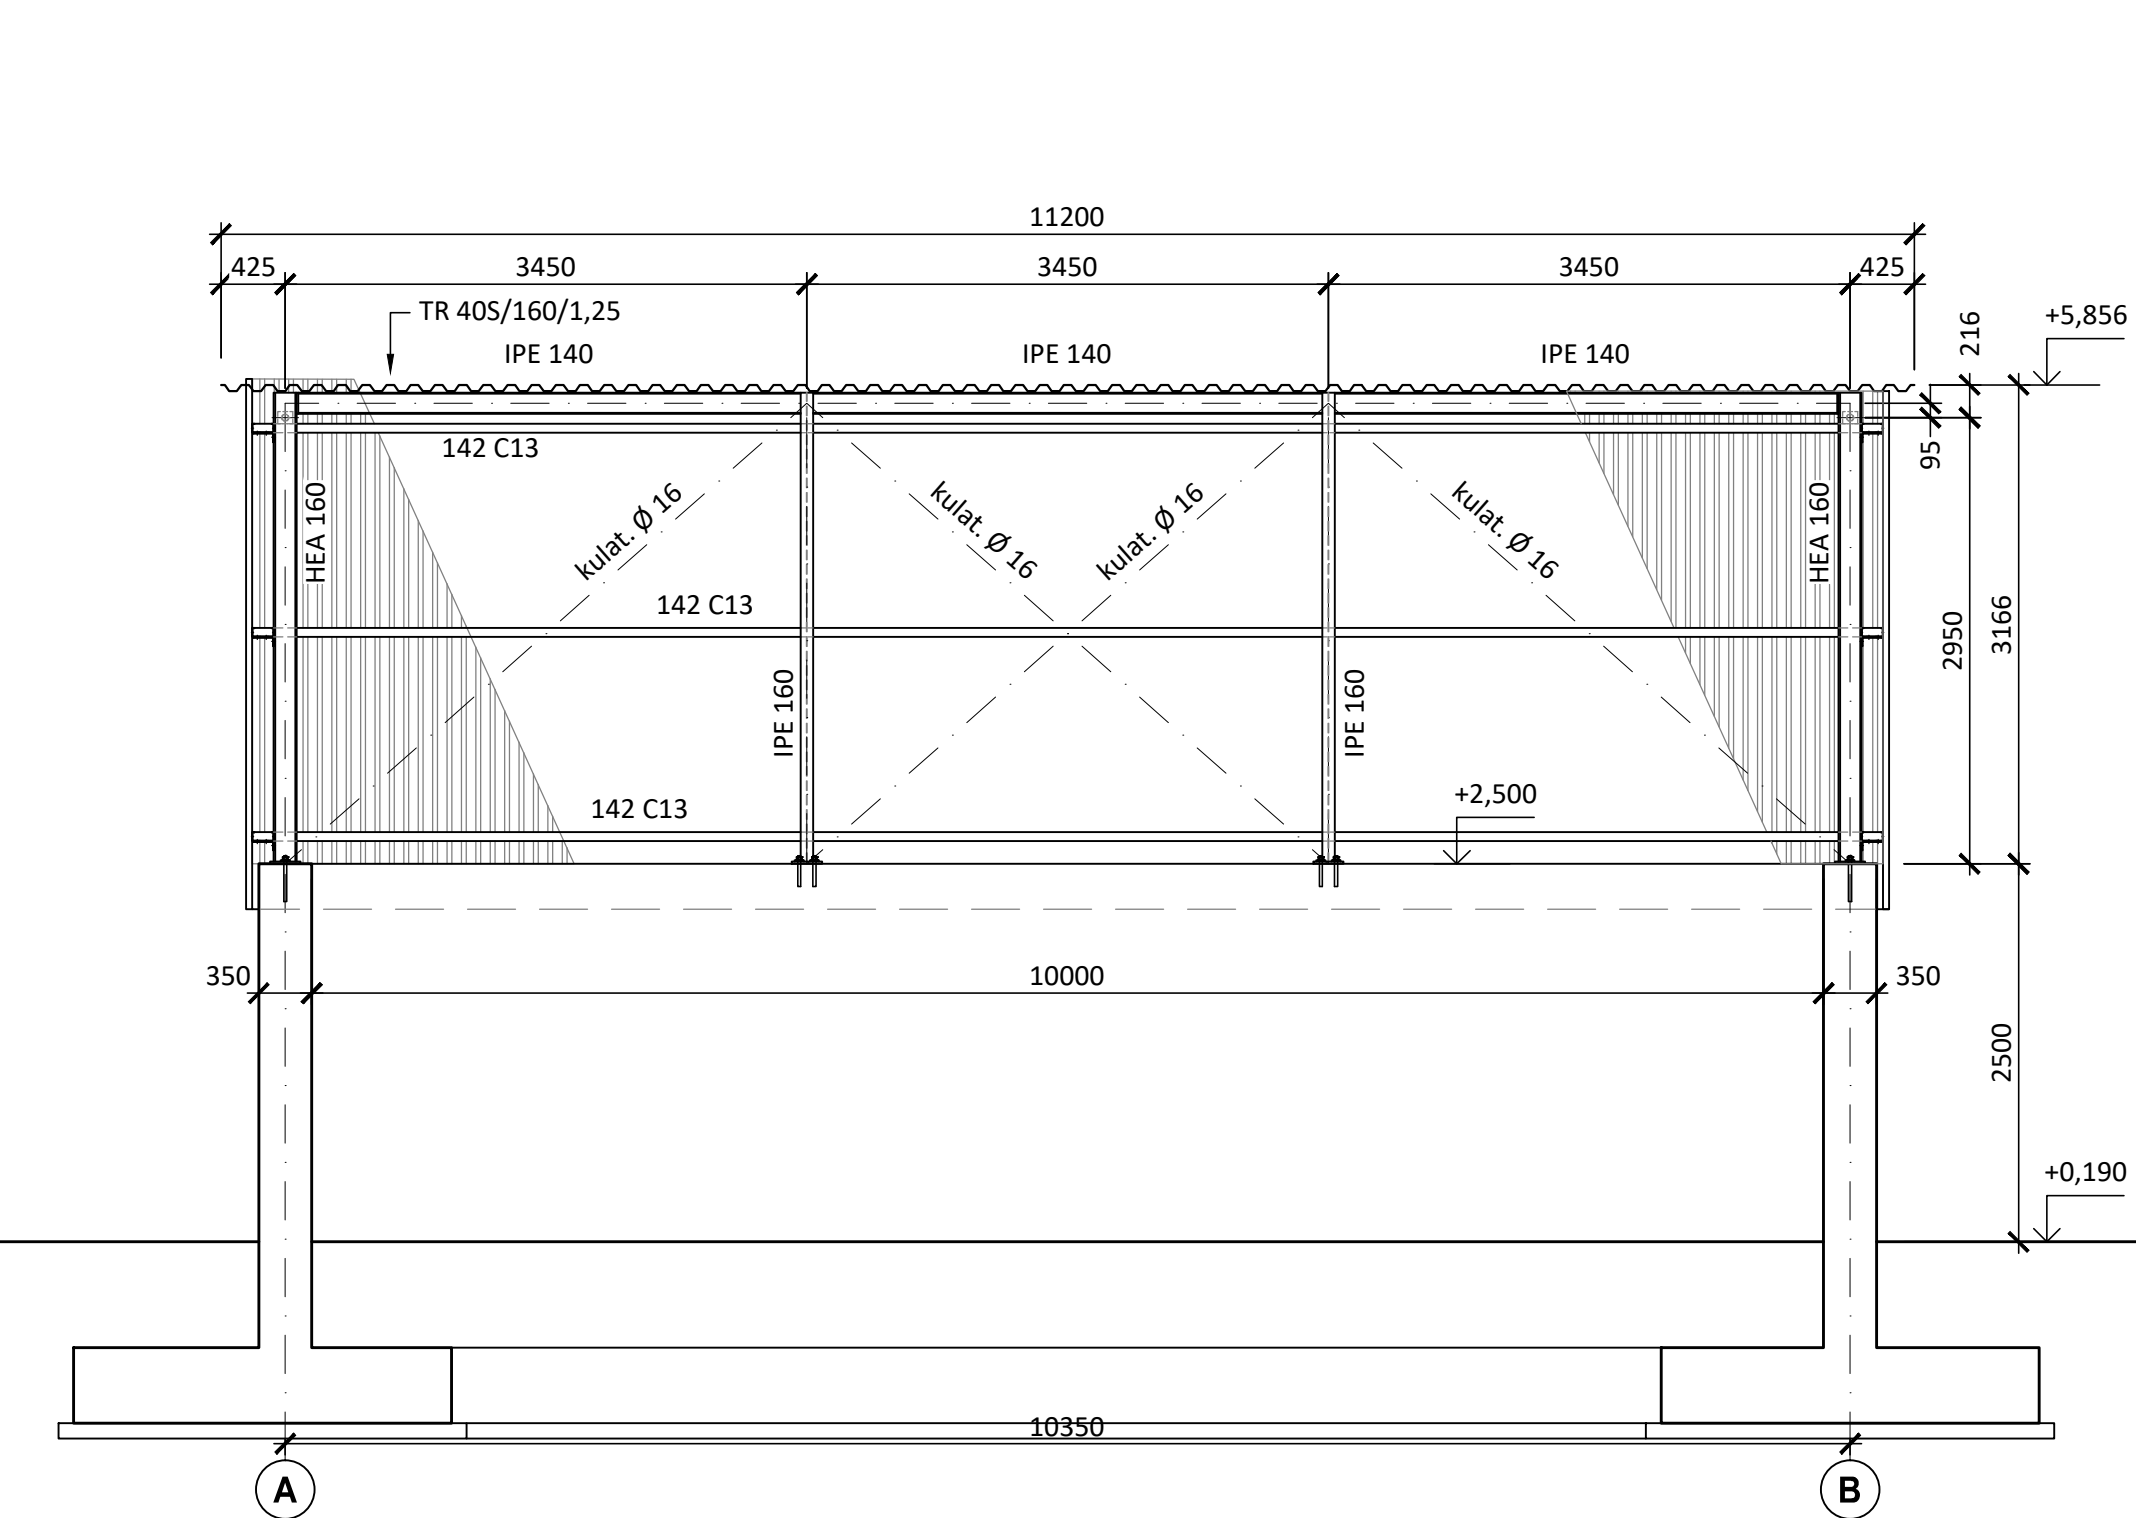 11200
425
3450
3450
3450
425
TR 40S/160/1,25
216
+5,856
IPE 140
IPE 140
IPE 140
142 C13
95
HEA 160
kulat. Ø 16
kulat. Ø 16
kulat. Ø 16
kulat. Ø 16
HEA 160
142 C13
2950
3166
IPE 160
IPE 160
142 C13
+2,500
350
10000
350
2500
+0,190
10350
A
B